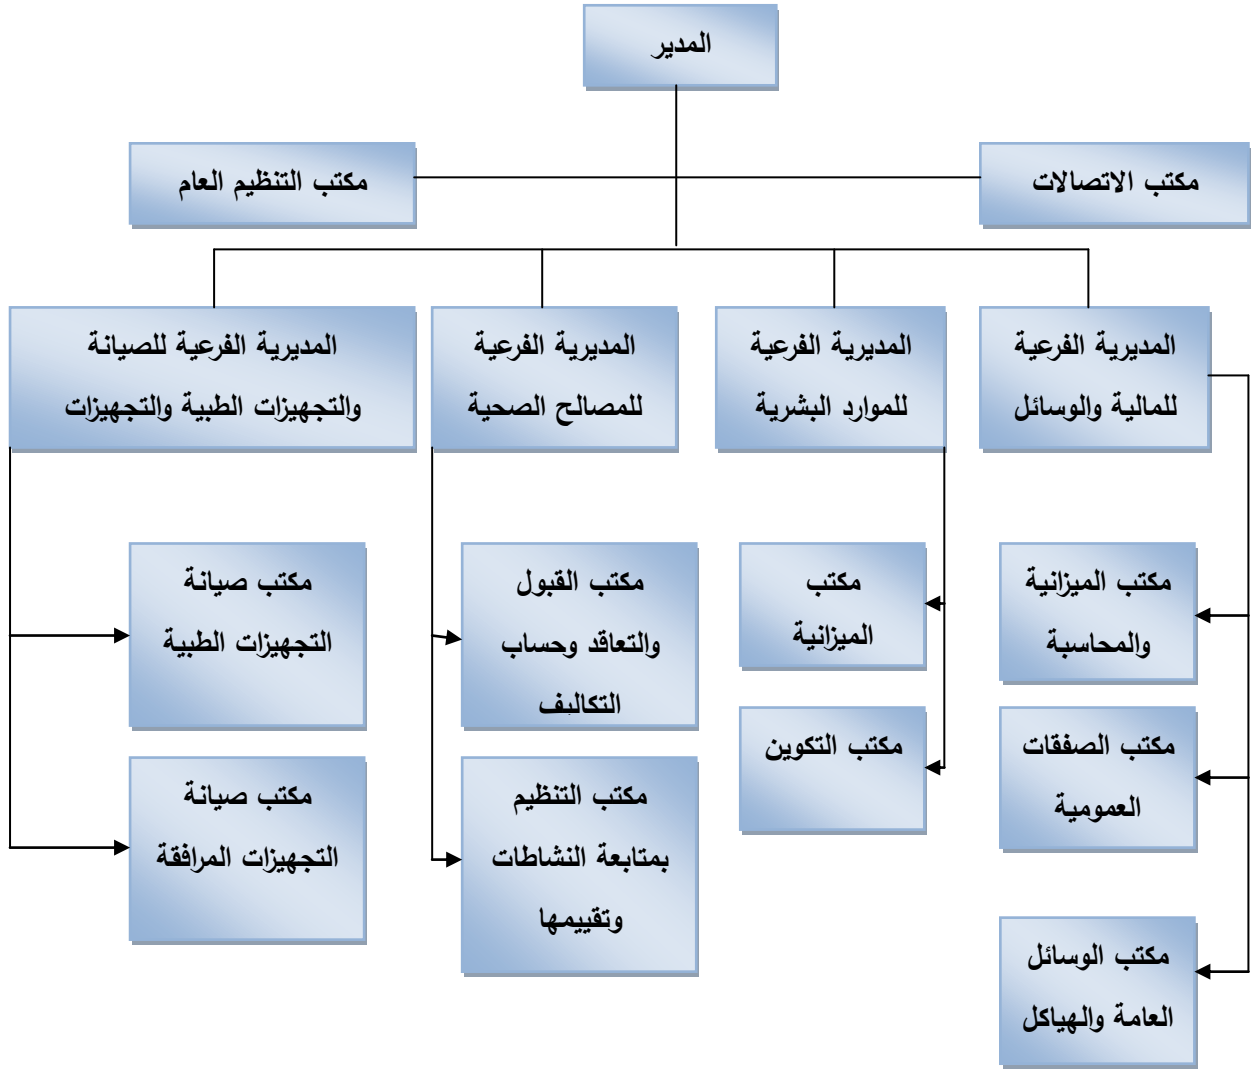 المدير
مكتب الاتصالات
مكتب التنظيم العام
المديرية الفرعية
للمالية والوسائل
المديرية الفرعية
للموارد البشرية
المديرية الفرعية
للمصالح الصحية
المديرية الفرعية للصيانة
والتجهيزات الطبية والتجهيزات
مكتب الميزانية
والمحاسبة
مكتب الصفقات
العمومية
مكتب الوسائل
العامة والهياكل
مكتب
الميزانية
مكتب التكوين
مكتب القبول
والتعاقد وحساب
التكاليف
مكتب التنظيم
بمتابعة النشاطات
وتقييمها
مكتب صيانة
التجهيزات الطبية
مكتب صيانة
التجهيزات المرافقة